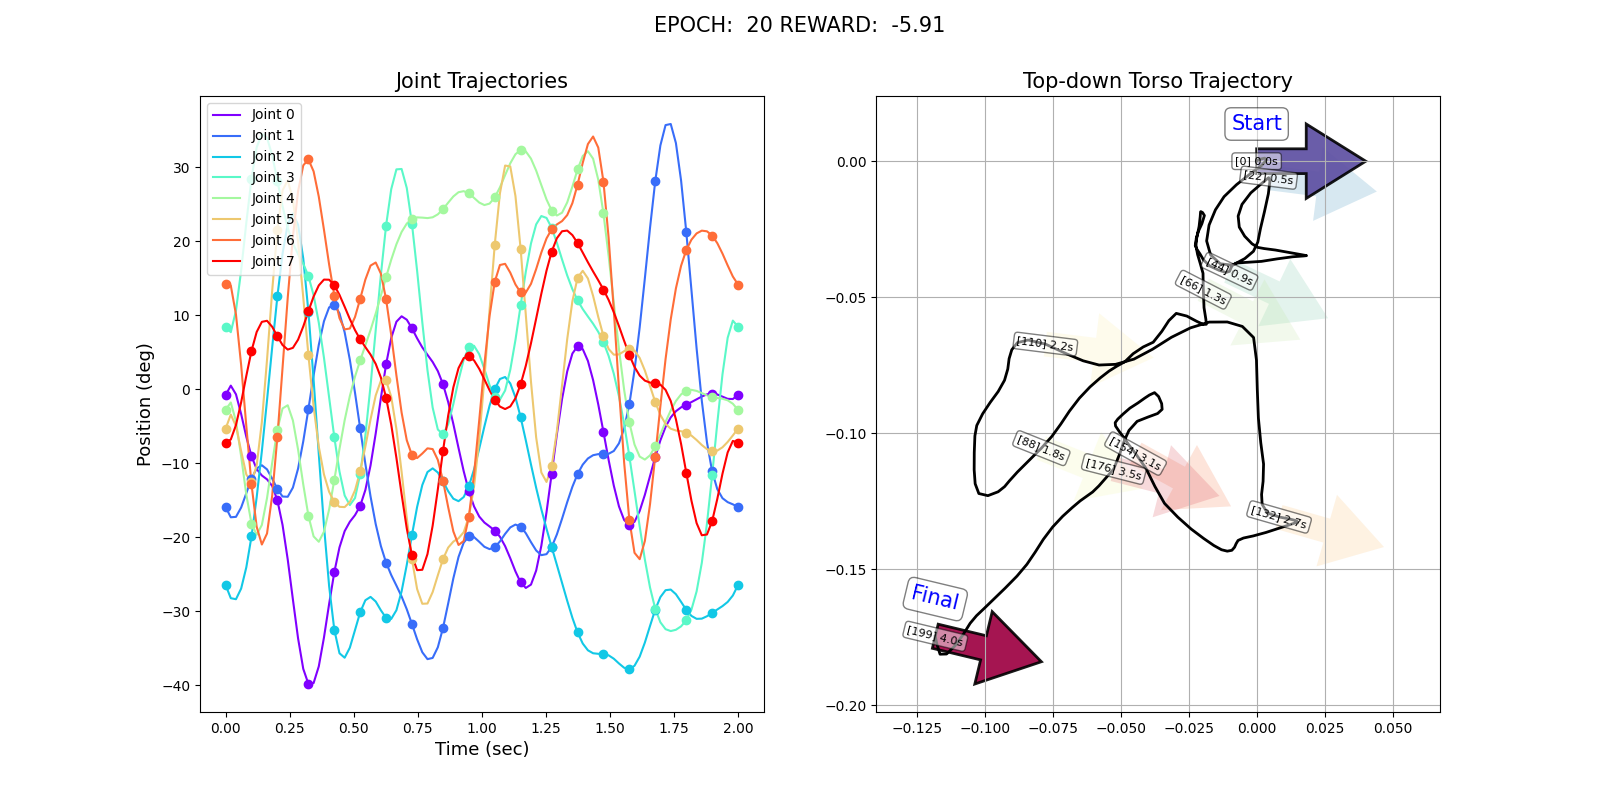 EPOCH:  20 REWARD:  -5.91
Joint Trajectories
Joint 0
Joint 1
Joint 2
Joint 3
Joint 4
Joint 5
Joint 6
Joint 7
Position (deg)
30
20
10
0
−10
−20
−30
−40
0.00 0.25 0.50 0.75 1.00 1.25 1.50 1.75 2.00
Time (sec)
Top-down Torso Trajectory
Start
[0] 0.0s
[22] 0.5s
[44] 0.9s
[66] 1.3s
[110] 2.2s
[88] 1.8s
[154] 3.1s
[176] 3.5s
[132] 2.7s
Final
[199] 4.0s
0.00
−0.05
−0.10
−0.15
−0.20
−0.125 −0.100 −0.075 −0.050 −0.025 0.000 0.025 0.050